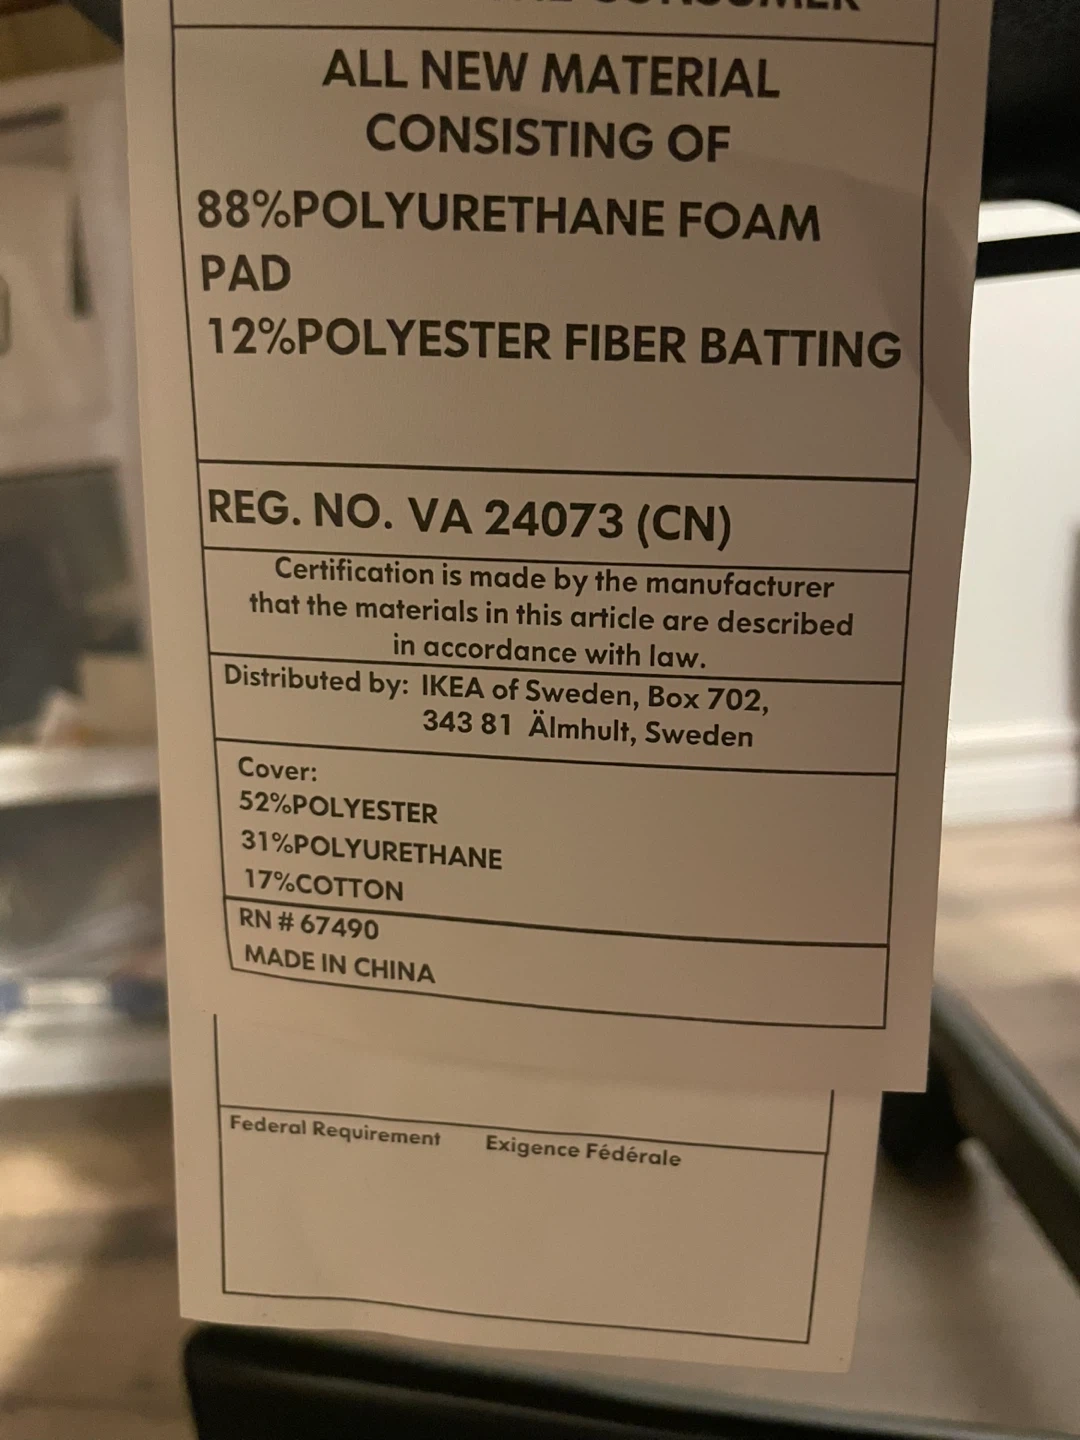 CONSUMER
ALL NEW MATERIAL
CONSISTING OF
88%POLYURETHANE FOAM
PAD
12%POLYESTER FIBER BATTING
REG. NO. VA 24073 (CN)
Certification is made by the manufacturer
that the materials in this article are described
in accordance with law.
Distributed by: IKEA of Sweden, Box 702,
343 81 Älmhult, Sweden
Cover:
52%POLYESTER
31%POLYURETHANE
17%COTTON
RN # 67490
MADE IN CHINA
Federal Requirement Exigence Fédérale